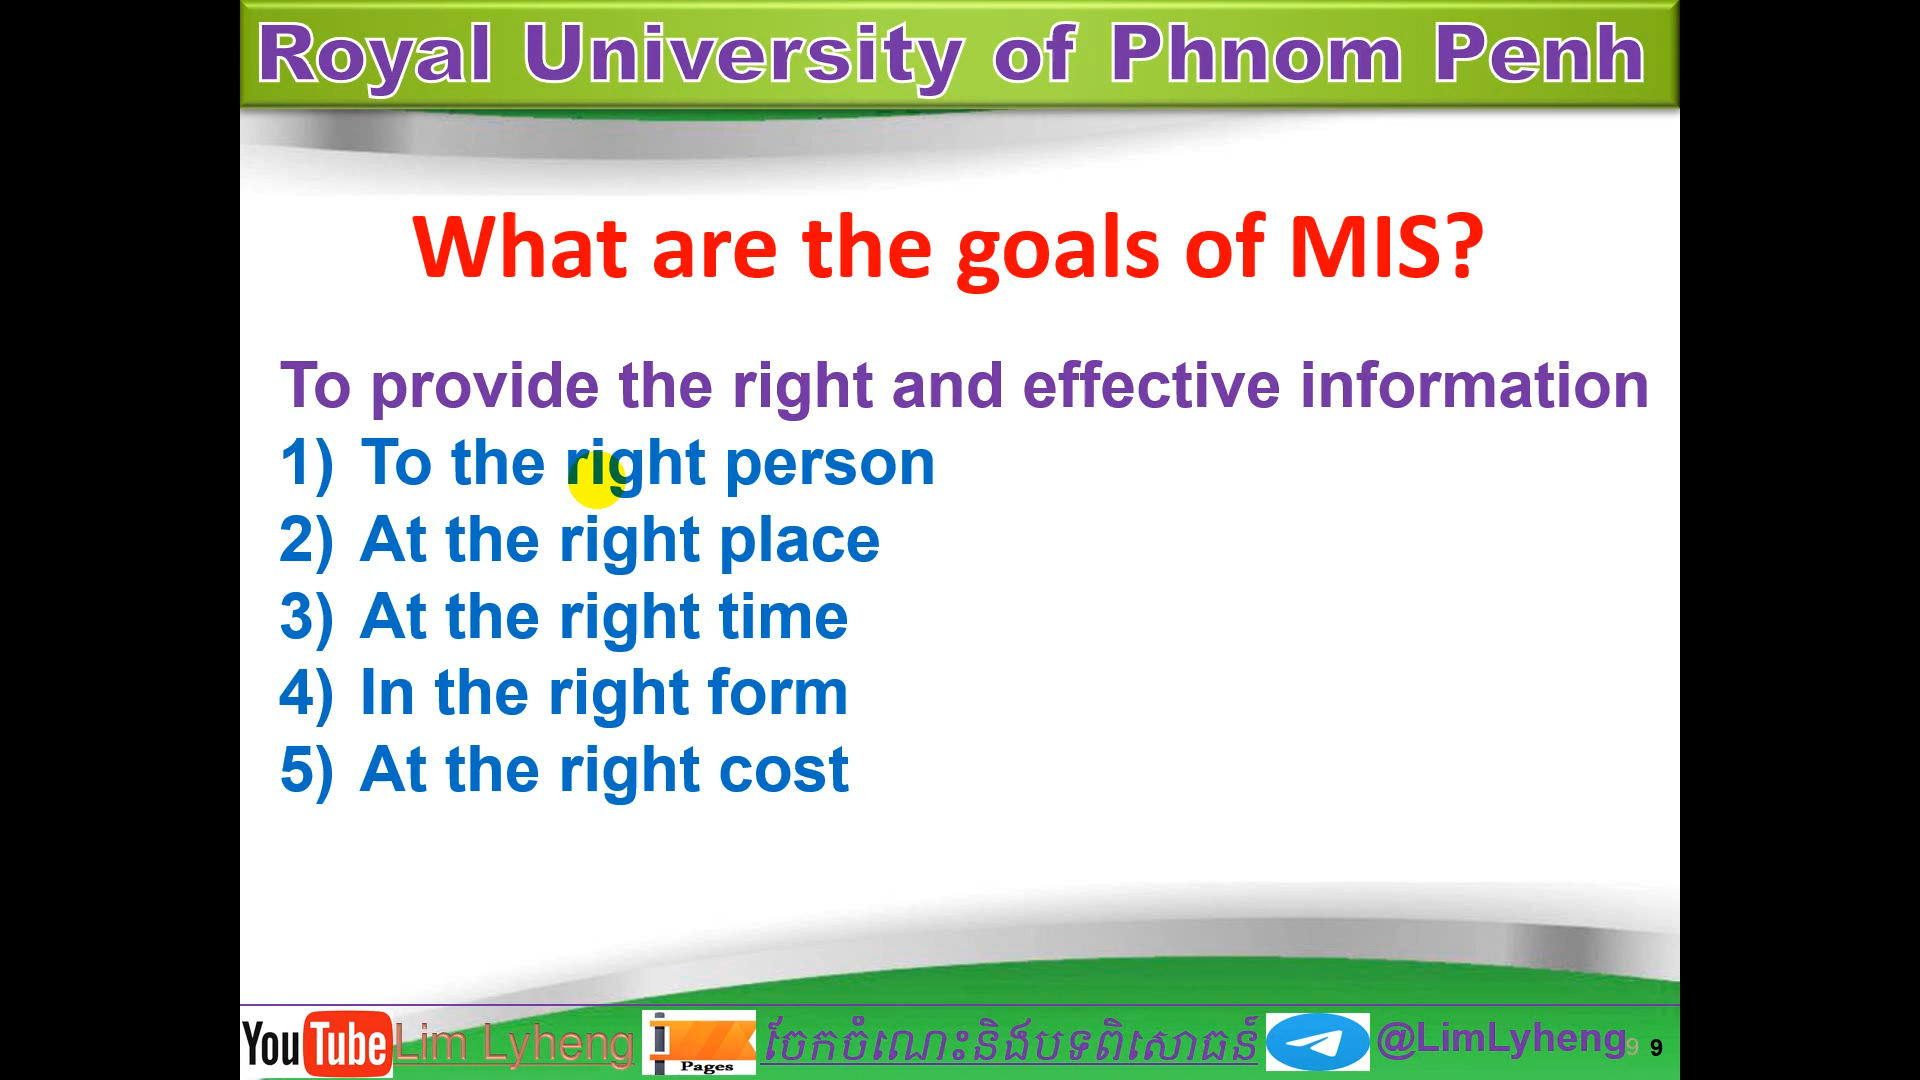 Royal University of Phnom Penh
What are the goals of MIS?
To provide the right and effective information
1) To the right person
2) At the right place
3) At the right time
4) In the right form
5) At the right cost
YouTube Lim Lyheng Pages ចែកចំណេះនិងបទពិសោធន៍ @LimLyheng 9 9